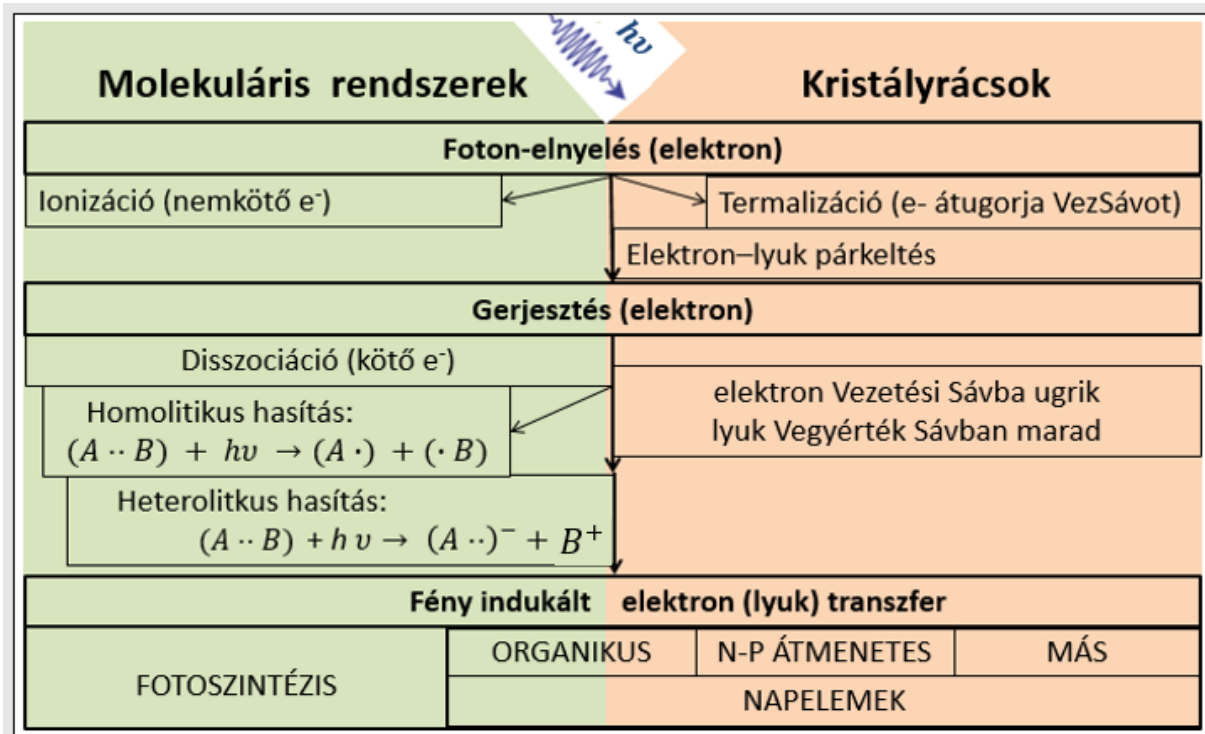 hυ
Molekuláris rendszerek
Kristályrácsok
Foton-elnyelés (elektron)
Ionizáció (nemkötő e⁻)
Termalizáció (e- átugorja VezSávot)
Elektron–lyuk párkeltés
Gerjesztés (elektron)
Disszociáció (kötő e⁻)
Homolitikus hasítás:
(A ·· B) + hυ → (A ·) + (· B)
elektron Vezetési Sávba ugrik
lyuk Vegyérték Sávban marad
Heterolitkus hasítás:
(A ·· B) + h υ → (A ··)⁻ + B⁺
Fény indukált elektron (lyuk) transzfer
FOTOSZINTÉZIS
ORGANIKUS
N-P ÁTMENETES
MÁS
NAPELEMEK